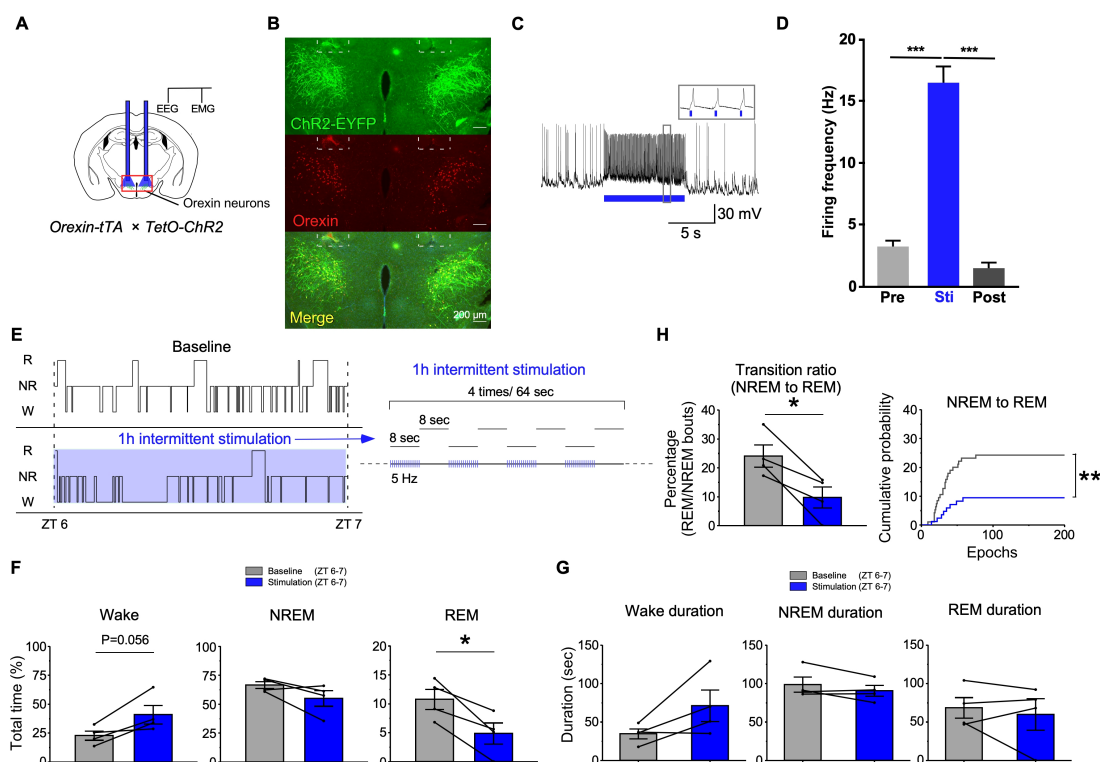 A
EEG
EMG
Orexin neurons
Orexin-tTA × TetO-ChR2
B
ChR2-EYFP
Orexin
Merge
200 µm
C
30 mV
5 s
D
Firing frequency (Hz)
20
15
10
5
0
***
***
Pre
Sti
Post
E
Baseline
R
NR
W
1h intermittent stimulation
R
NR
W
ZT 6
ZT 7
1h intermittent stimulation
4 times/ 64 sec
8 sec
8 sec
5 Hz
H
Transition ratio
(NREM to REM)
*
Percentage
(REM/NREM bouts)
40
30
20
10
0
NREM to REM
Cumulative probability
40
30
20
10
0
**
0
100
200
Epochs
F
Baseline (ZT 6-7)
Stimulation (ZT 6-7)
Wake
P=0.056
Total time (%)
100
75
50
25
0
NREM
100
75
50
25
0
REM
*
20
15
10
5
0
G
Baseline (ZT 6-7)
Stimulation (ZT 6-7)
Wake duration
Duration (sec)
150
100
50
0
NREM duration
150
100
50
0
REM duration
150
100
50
0